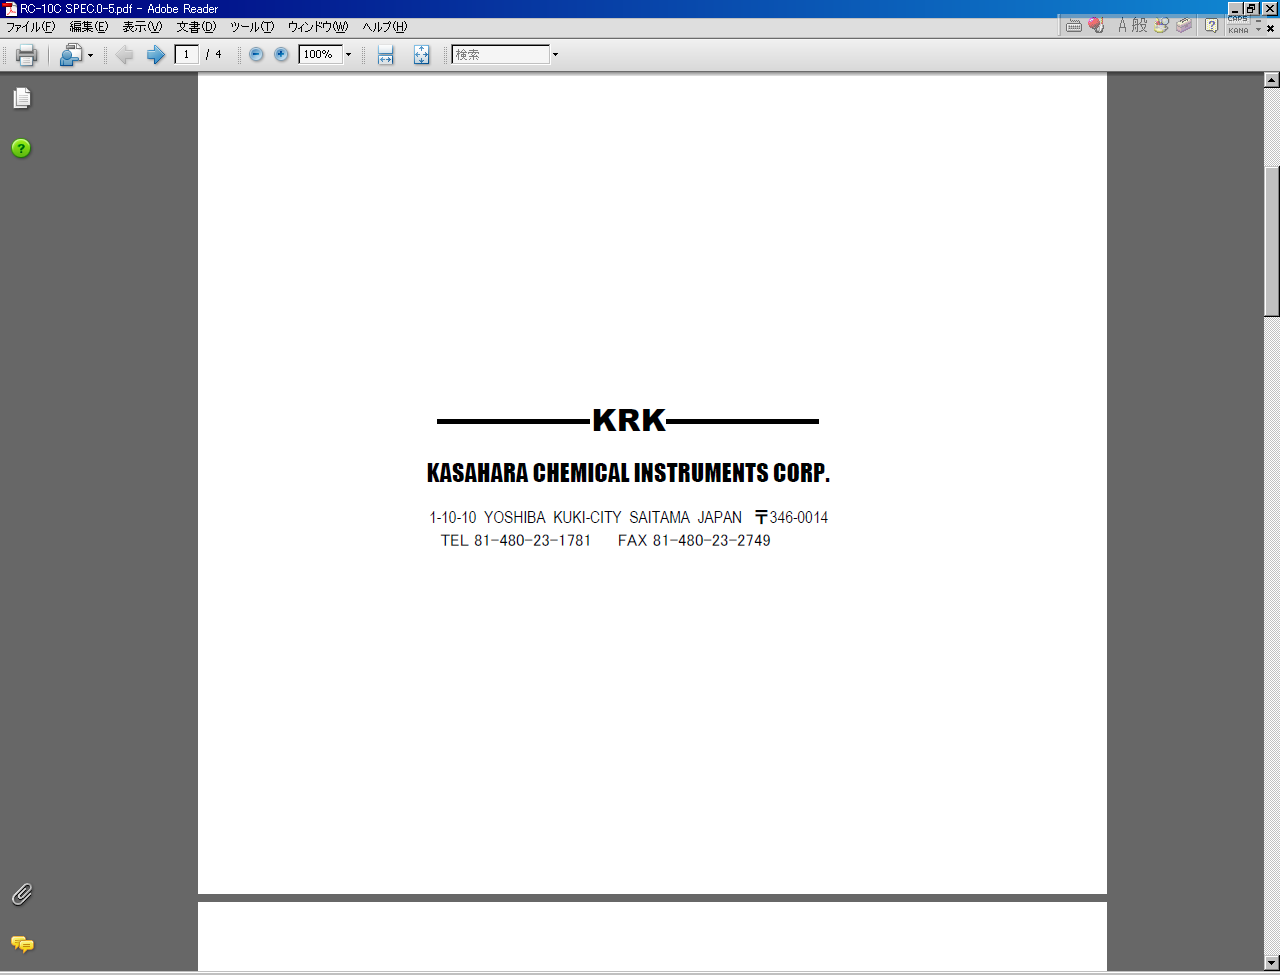 RC-10C SPEC.0-5.pdf - Adobe Reader
ファイル(F) 編集(E) 表示(V) 文書(D) ツール(T) ウィンドウ(W) ヘルプ(H)
A 般
CAPS
KANA
1 / 4 100% 検索
KRK
KASAHARA CHEMICAL INSTRUMENTS CORP.
1-10-10 YOSHIBA KUKI-CITY SAITAMA JAPAN 〒346-0014
TEL 81-480-23-1781 FAX 81-480-23-2749